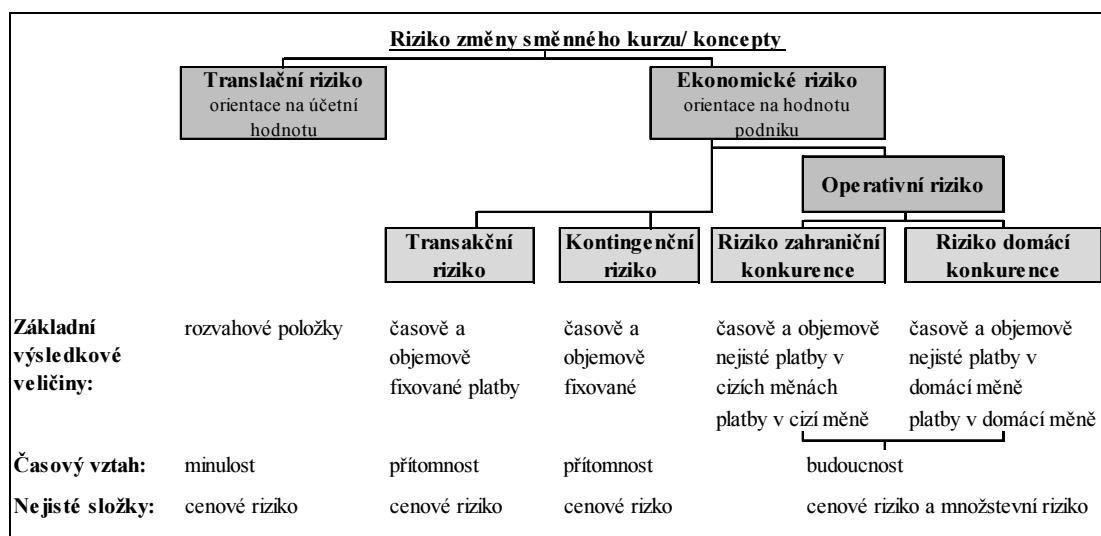 Riziko změny směnného kurzu/ koncepty
Translační riziko
orientace na účetní
hodnotu
Ekonomické riziko
orientace na hodnotu
podniku
Operativní riziko
Transakční
riziko
Kontingenční
riziko
Riziko zahraniční
konkurence
Riziko domácí
konkurence
Základní
výsledkové
veličiny:
rozvahové položky
časově a
objemově
fixované platby
časově a
objemově
fixované
časově a objemově
nejisté platby v
cizích měnách
platby v cizí měně
časově a objemově
nejisté platby v
domácí měně
platby v domácí měně
Časový vztah:
minulost
přítomnost
přítomnost
budoucnost
Nejisté složky:
cenové riziko
cenové riziko
cenové rizko
cenové riziko a množstevní riziko